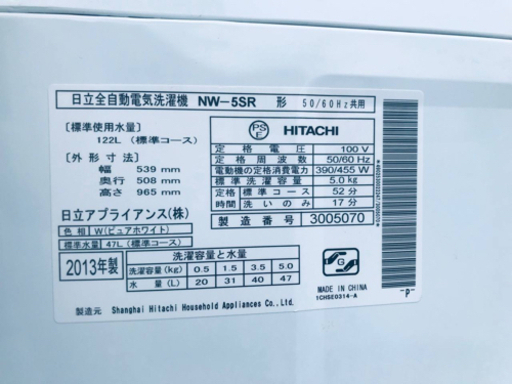 日立全自動電気洗濯機 NW-5SR 形 50/60Hz共用
[標準使用水量]
122L (標準コース)
[外形寸法]
幅 539 mm
奥行 508 mm
高さ 965 mm
日立アプライアンス(株)
色相 W(ピュアホワイト)
標準水量 47L(標準コース)
PS
E
HITACHI
定格電圧 100 V
定格周波数 50/60 Hz
電動機の定格消費電力 390/455 W
標準洗濯容量 5.0 kg
定格 標準コース 52 分
時間 洗いのみ 17 分
製造番号 3005070
2013年製
洗濯容量と水量
洗濯容量(kg) 0.5 1.5 3.5 5.0
水量(L) 20 31 40 47
製造元 Shanghai Hitachi Household Appliances Co., Ltd.
G
MADE IN CHINA
1CHSE0314-A
-P-